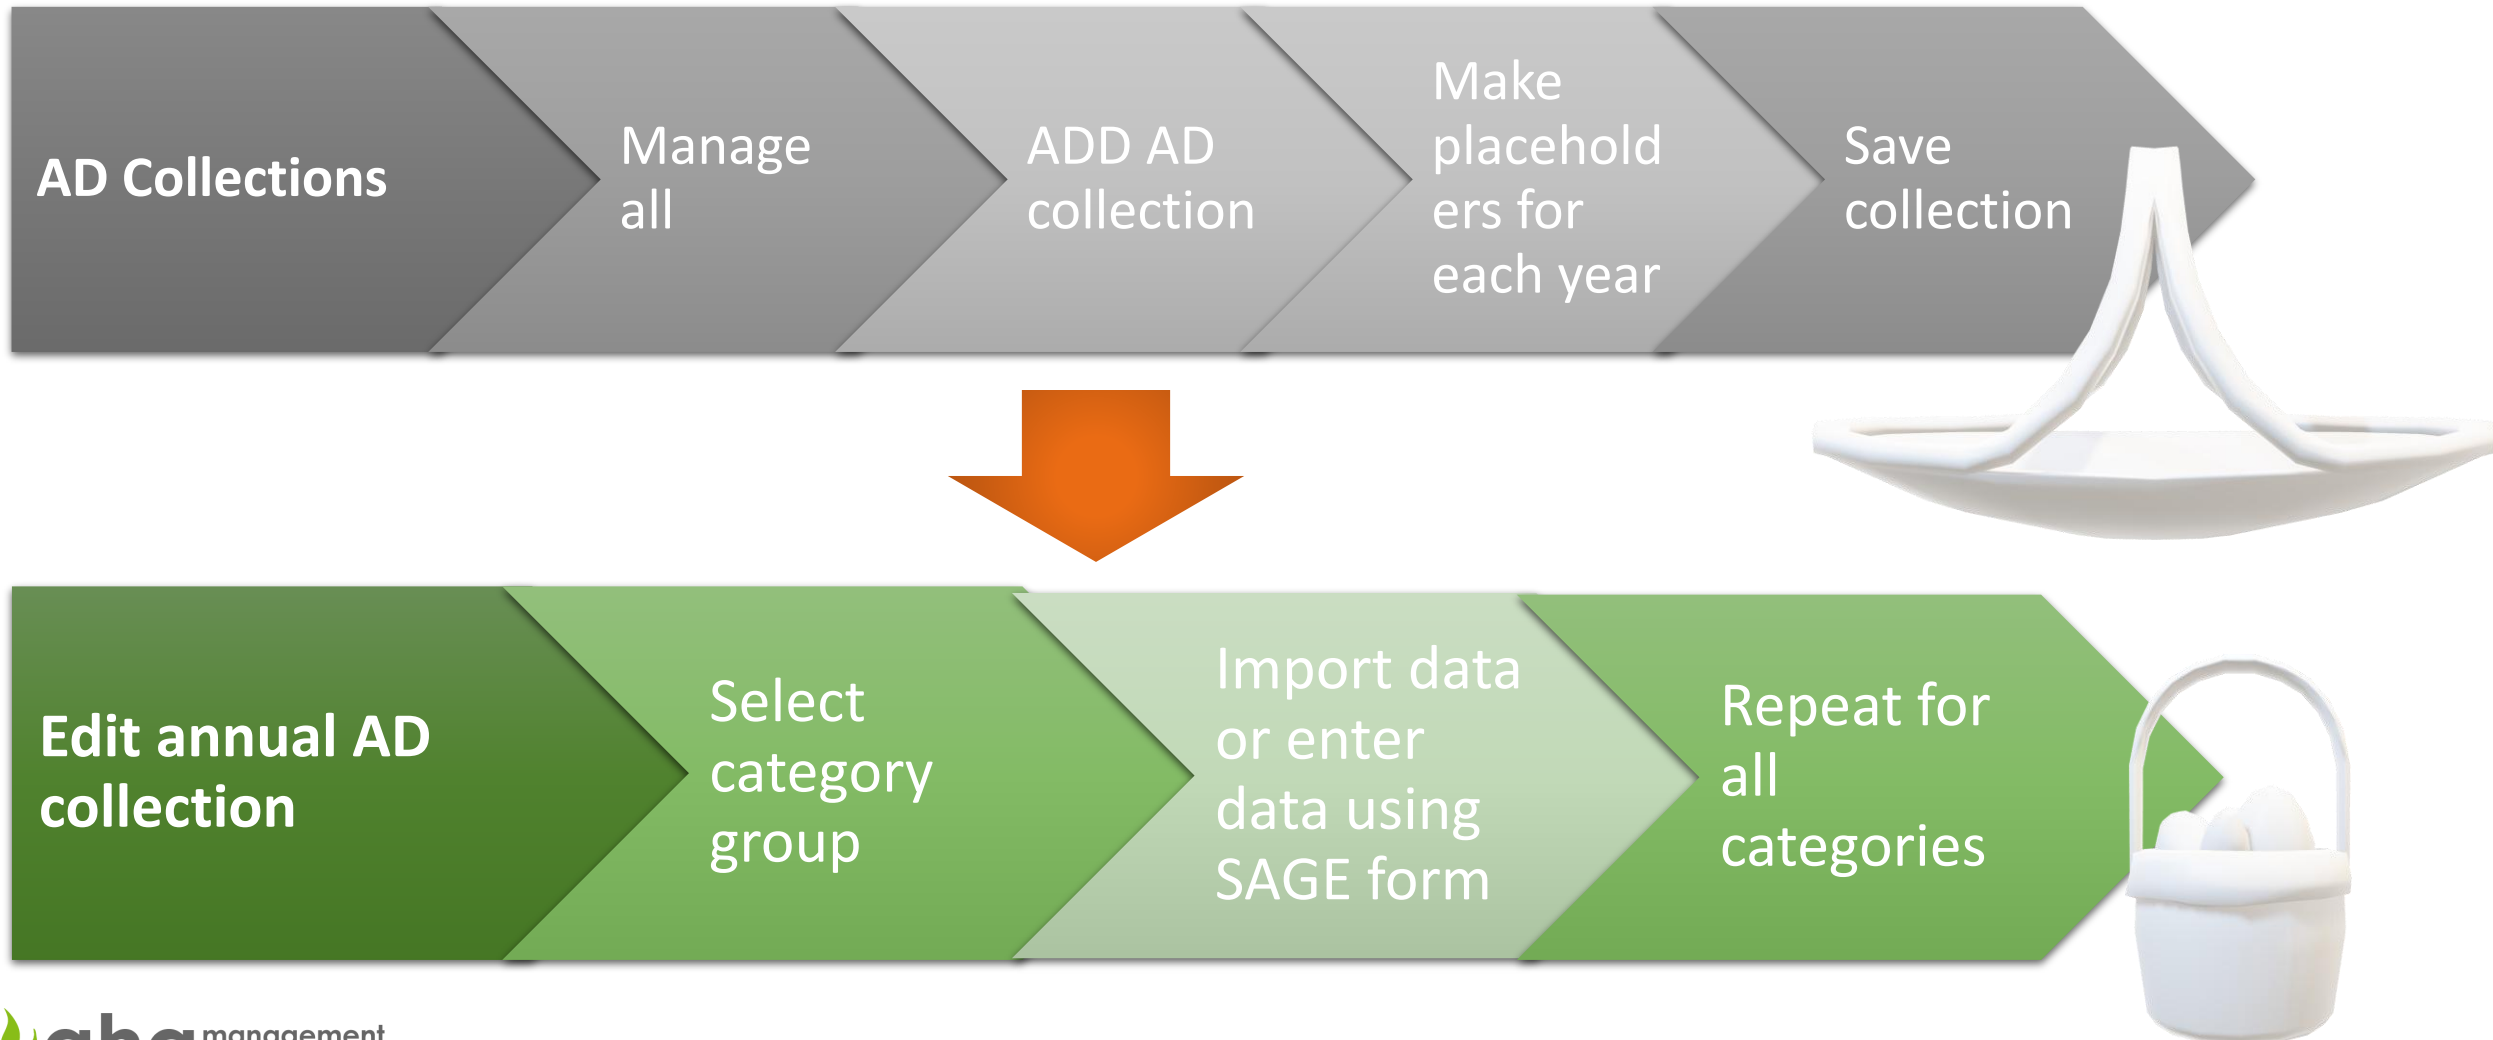 AD Collections
Manage
all
ADD AD
collection
Make
placehold
ers for
each year
Save
collection
Edit annual AD
collection
Select
category
group
Import data
or enter
data using
SAGE form
Repeat for
all
categories
ghg management